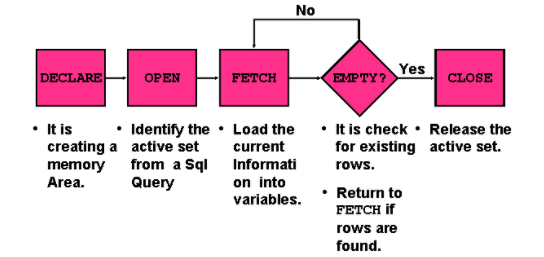 No
DECLARE
OPEN
FETCH
EMPTY?
Yes
CLOSE
• It is
creating a
memory
Area.
• Identify the
active set
from a Sql
Query
• Load the
current
Informati
on into
variables.
• It is check
for existing
rows.
• Return to
FETCH if
rows are
found.
• Release the
active set.